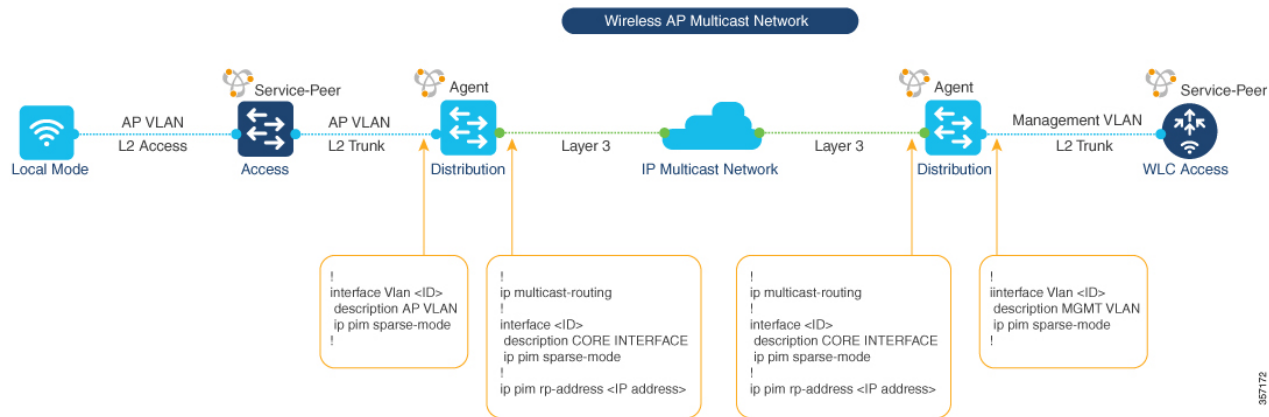 Wireless AP Multicast Network
Service-Peer
Agent
Agent
Service-Peer
AP VLAN
L2 Access
AP VLAN
L2 Trunk
Layer 3
Layer 3
Management VLAN
L2 Trunk
Local Mode
Access
Distribution
IP Multicast Network
Distribution
WLC Access
!
interface Vlan <ID>
description AP VLAN
ip pim sparse-mode
!
!
ip multicast-routing
!
interface <ID>
description CORE INTERFACE
ip pim sparse-mode
!
ip pim rp-address <IP address>
!
ip multicast-routing
!
interface <ID>
description CORE INTERFACE
ip pim sparse-mode
!
ip pim rp-address <IP address>
!
iinterface Vlan <ID>
description MGMT VLAN
ip pim sparse-mode
!
357172